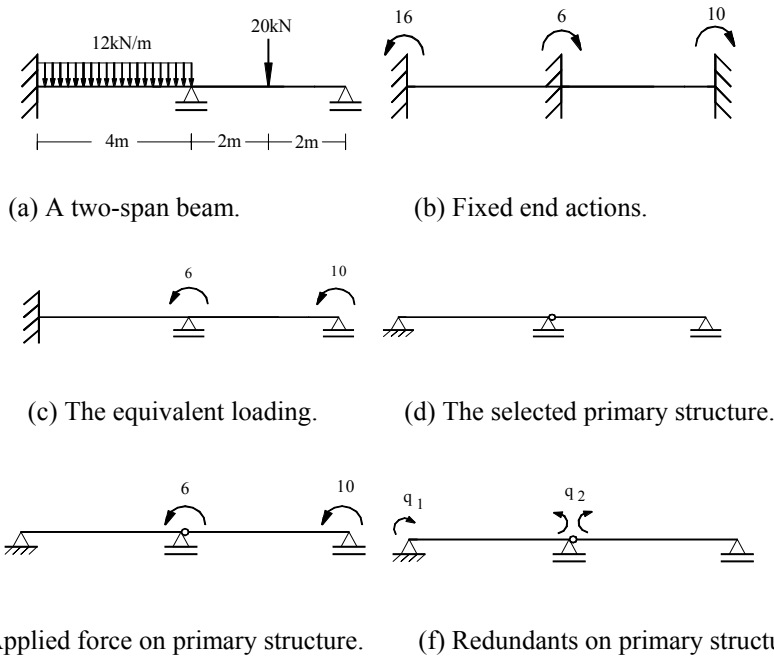 20kN
12kN/m
4m
2m
2m
16
6
10
(a) A two-span beam.
(b) Fixed end actions.
6
10
(c) The equivalent loading.
(d) The selected primary structure.
6
10
q 1
q 2
Applied force on primary structure.
(f) Redundants on primary structu